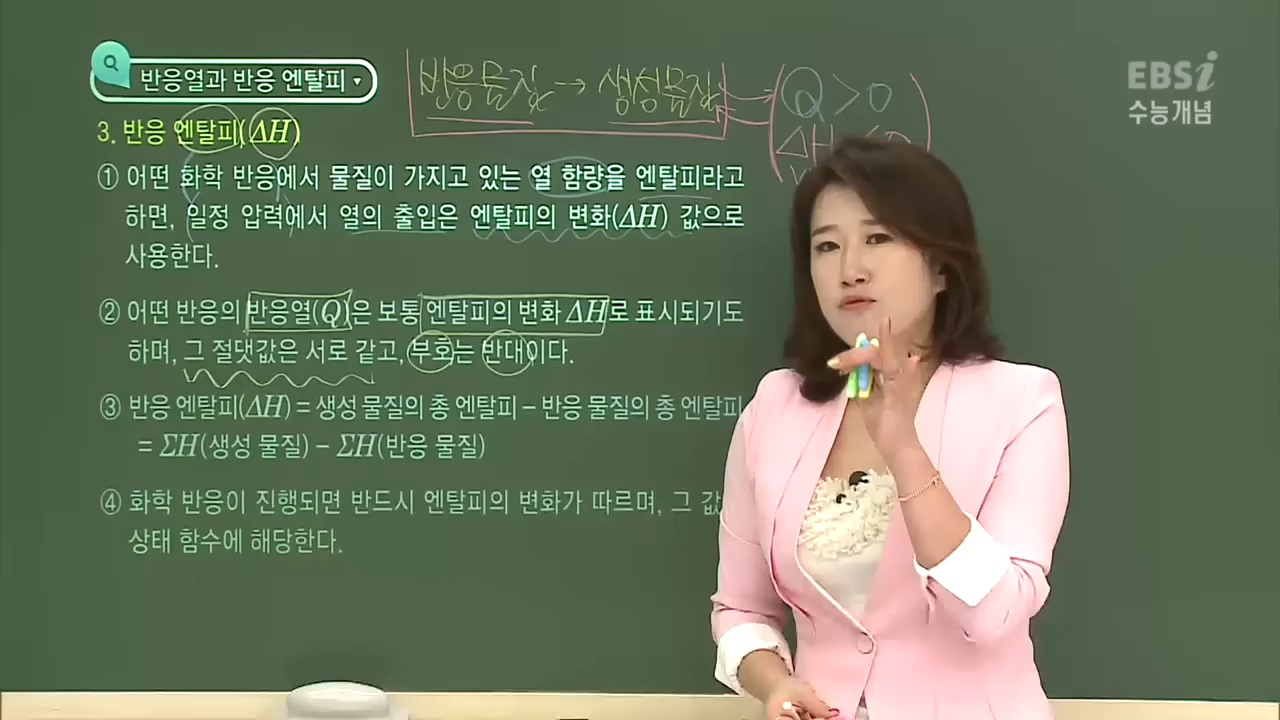 반응열과 반응 엔탈피
반응물질 → 생성물질
Q > 0
ΔH < 0
EBSi
수능개념
3. 반응 엔탈피(ΔH)
① 어떤 화학 반응에서 물질이 가지고 있는 열 함량을 엔탈피라고
하면, 일정 압력에서 열의 출입은 엔탈피의 변화(ΔH) 값으로
사용한다.
② 어떤 반응의 반응열(Q)은 보통 엔탈피의 변화 ΔH로 표시되기도
하며, 그 절댓값은 서로 같고, 부호는 반대이다.
③ 반응 엔탈피(ΔH) = 생성 물질의 총 엔탈피 – 반응 물질의 총 엔탈피
= ΣH(생성 물질) – ΣH(반응 물질)
④ 화학 반응이 진행되면 반드시 엔탈피의 변화가 따르며, 그 값
상태 함수에 해당한다.